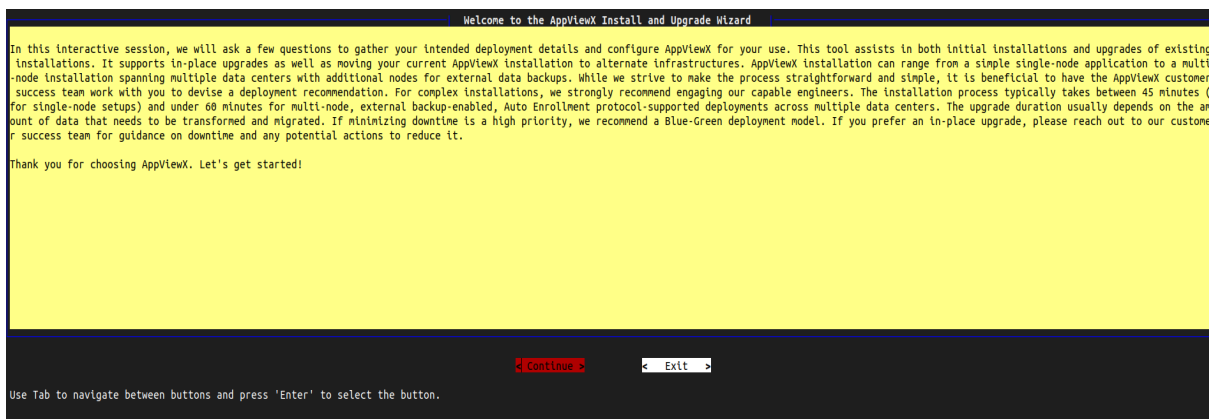 Welcome to the AppViewX Install and Upgrade Wizard
In this interactive session, we will ask a few questions to gather your intended deployment details and configure AppViewX for your use. This tool assists in both initial installations and upgrades of existing
installations. It supports in-place upgrades as well as moving your current AppViewX installation to alternate infrastructures. AppViewX installation can range from a simple single-node application to a multi
-node installation spanning multiple data centers with additional nodes for external data backups. While we strive to make the process straightforward and simple, it is beneficial to have the AppViewX customer
success team work with you to devise a deployment recommendation. For complex installations, we strongly recommend engaging our capable engineers. The installation process typically takes between 45 minutes (
for single-node setups) and under 60 minutes for multi-node, external backup-enabled, Auto Enrollment protocol-supported deployments across multiple data centers. The upgrade duration usually depends on the am
ount of data that needs to be transformed and migrated. If minimizing downtime is a high priority, we recommend a Blue-Green deployment model. If you prefer an in-place upgrade, please reach out to our custome
r success team for guidance on downtime and any potential actions to reduce it.
Thank you for choosing AppViewX. Let's get started!
< Continue > < Exit >
Use Tab to navigate between buttons and press 'Enter' to select the button.